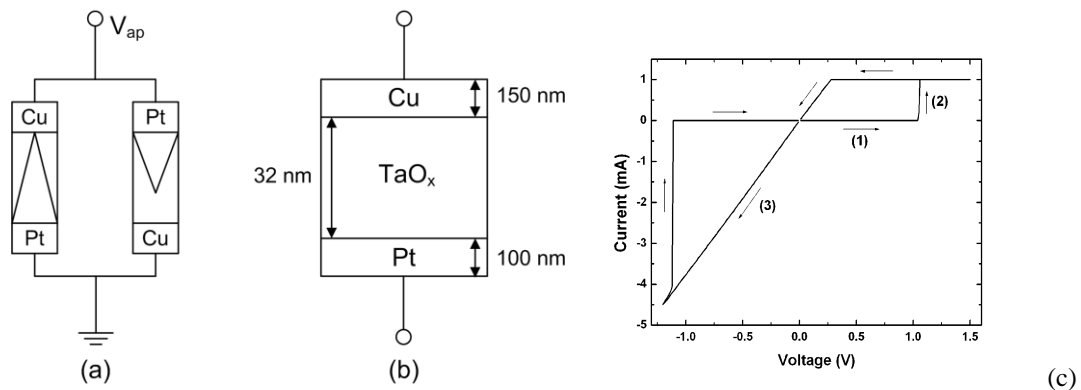 V_ap
Cu
Pt
Pt
Cu
(a)
Cu
150 nm
32 nm
TaO_x
Pt
100 nm
(b)
1
0
-1
-2
-3
-4
-5
Current (mA)
(1)
(2)
(3)
-1.0 -0.5 0.0 0.5 1.0 1.5
Voltage (V)
(c)